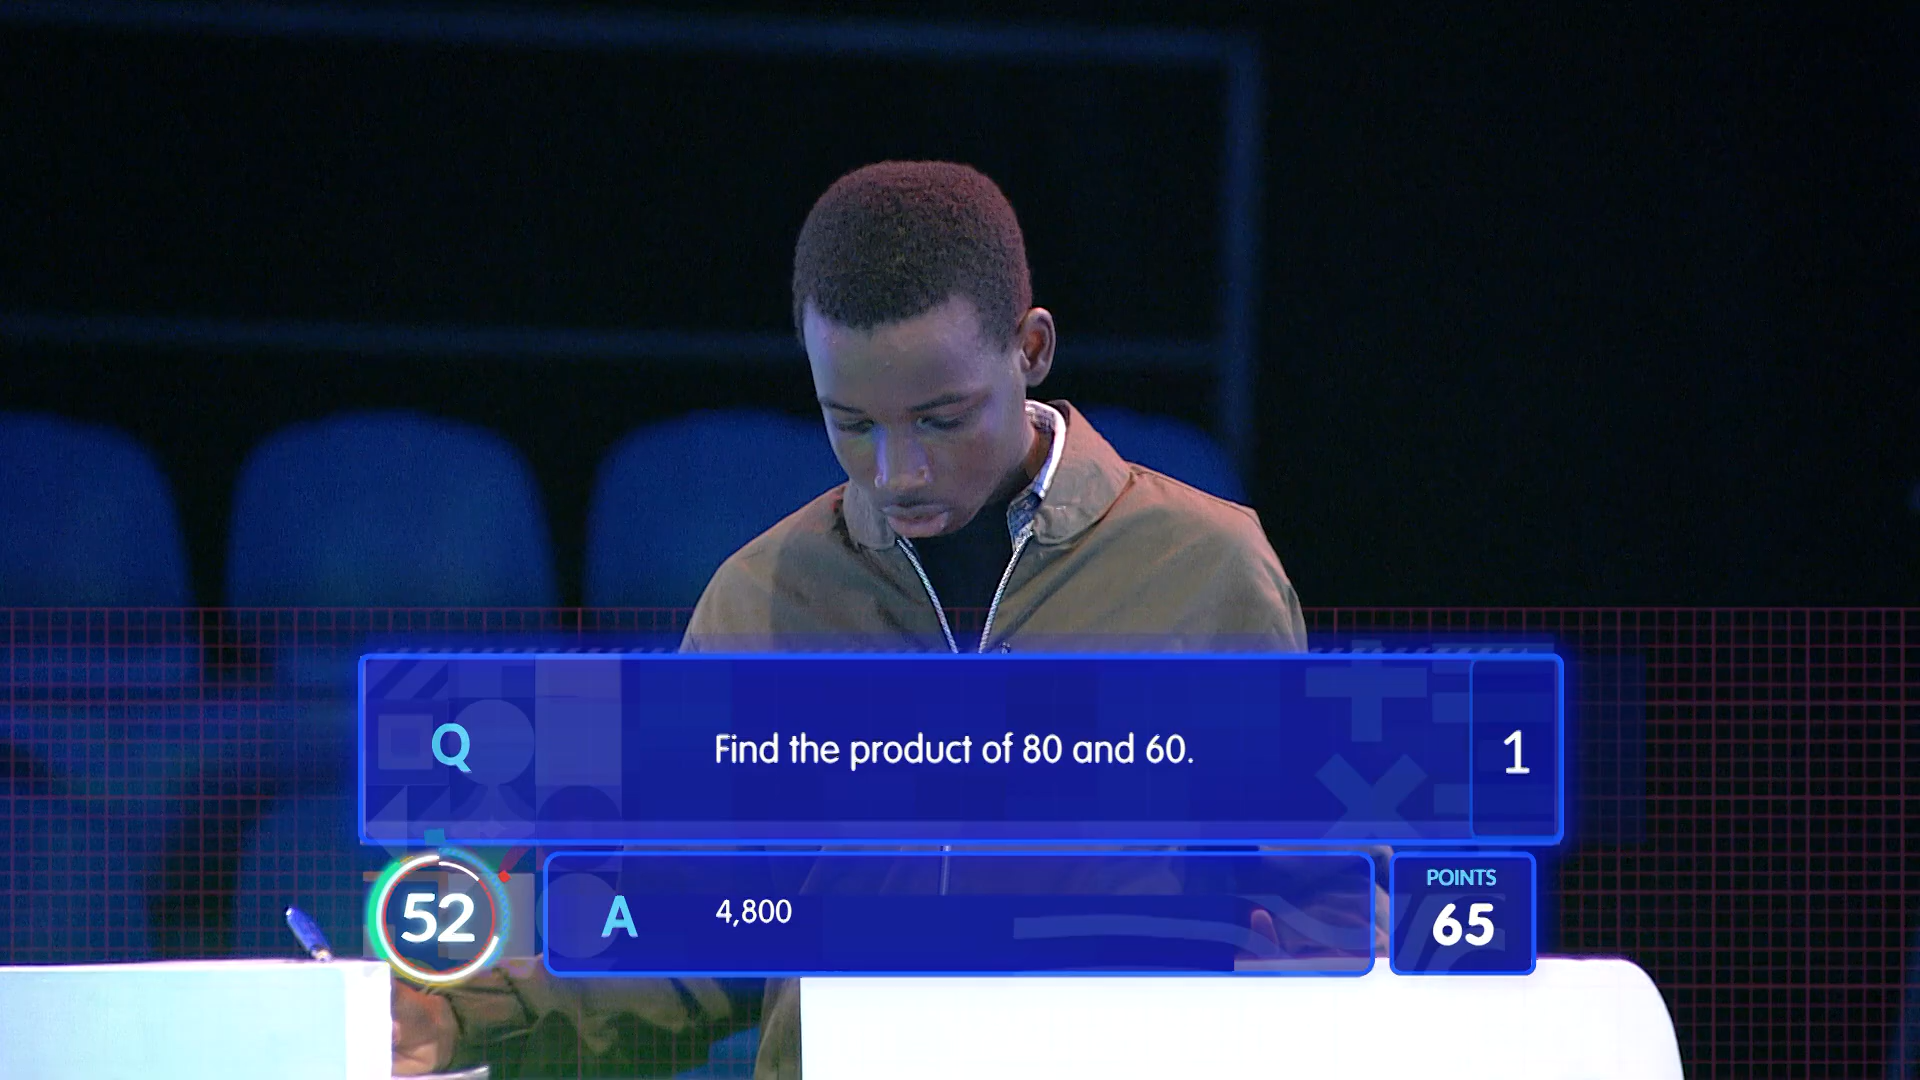 Q
Find the product of 80 and 60.
1
52
A
4,800
POINTS
65